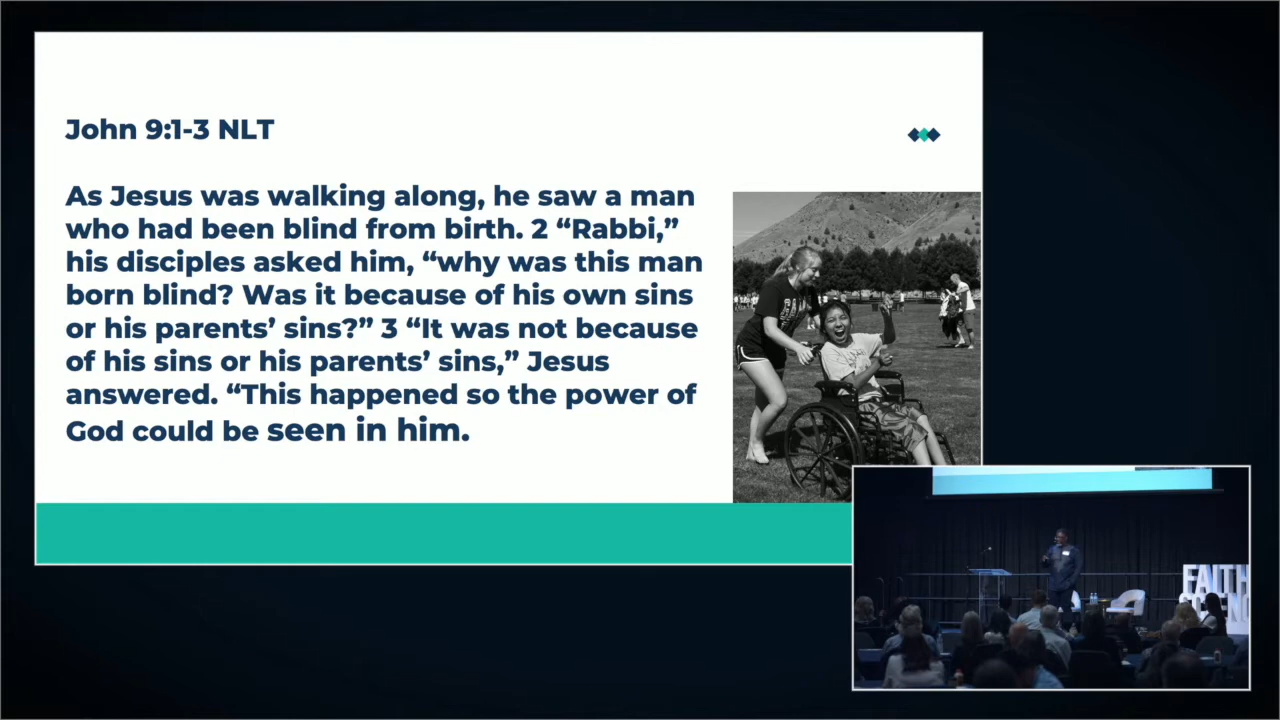 John 9:1-3 NLT
As Jesus was walking along, he saw a man
who had been blind from birth. 2 “Rabbi,”
his disciples asked him, “why was this man
born blind? Was it because of his own sins
or his parents’ sins?” 3 “It was not because
of his sins or his parents’ sins,” Jesus
answered. “This happened so the power of
God could be seen in him.
FAITH